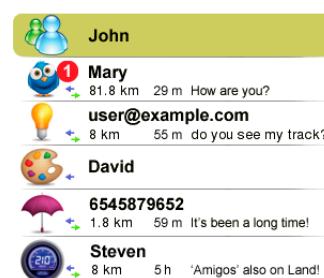 John
1
Mary
81.8 km 29 m How are you?
user@example.com
8 km 55 m do you see my track?
David
6545879652
1.8 km 59 m It's been a long time!
Steven
210
8 km 5 h 'Amigos' also on Land!